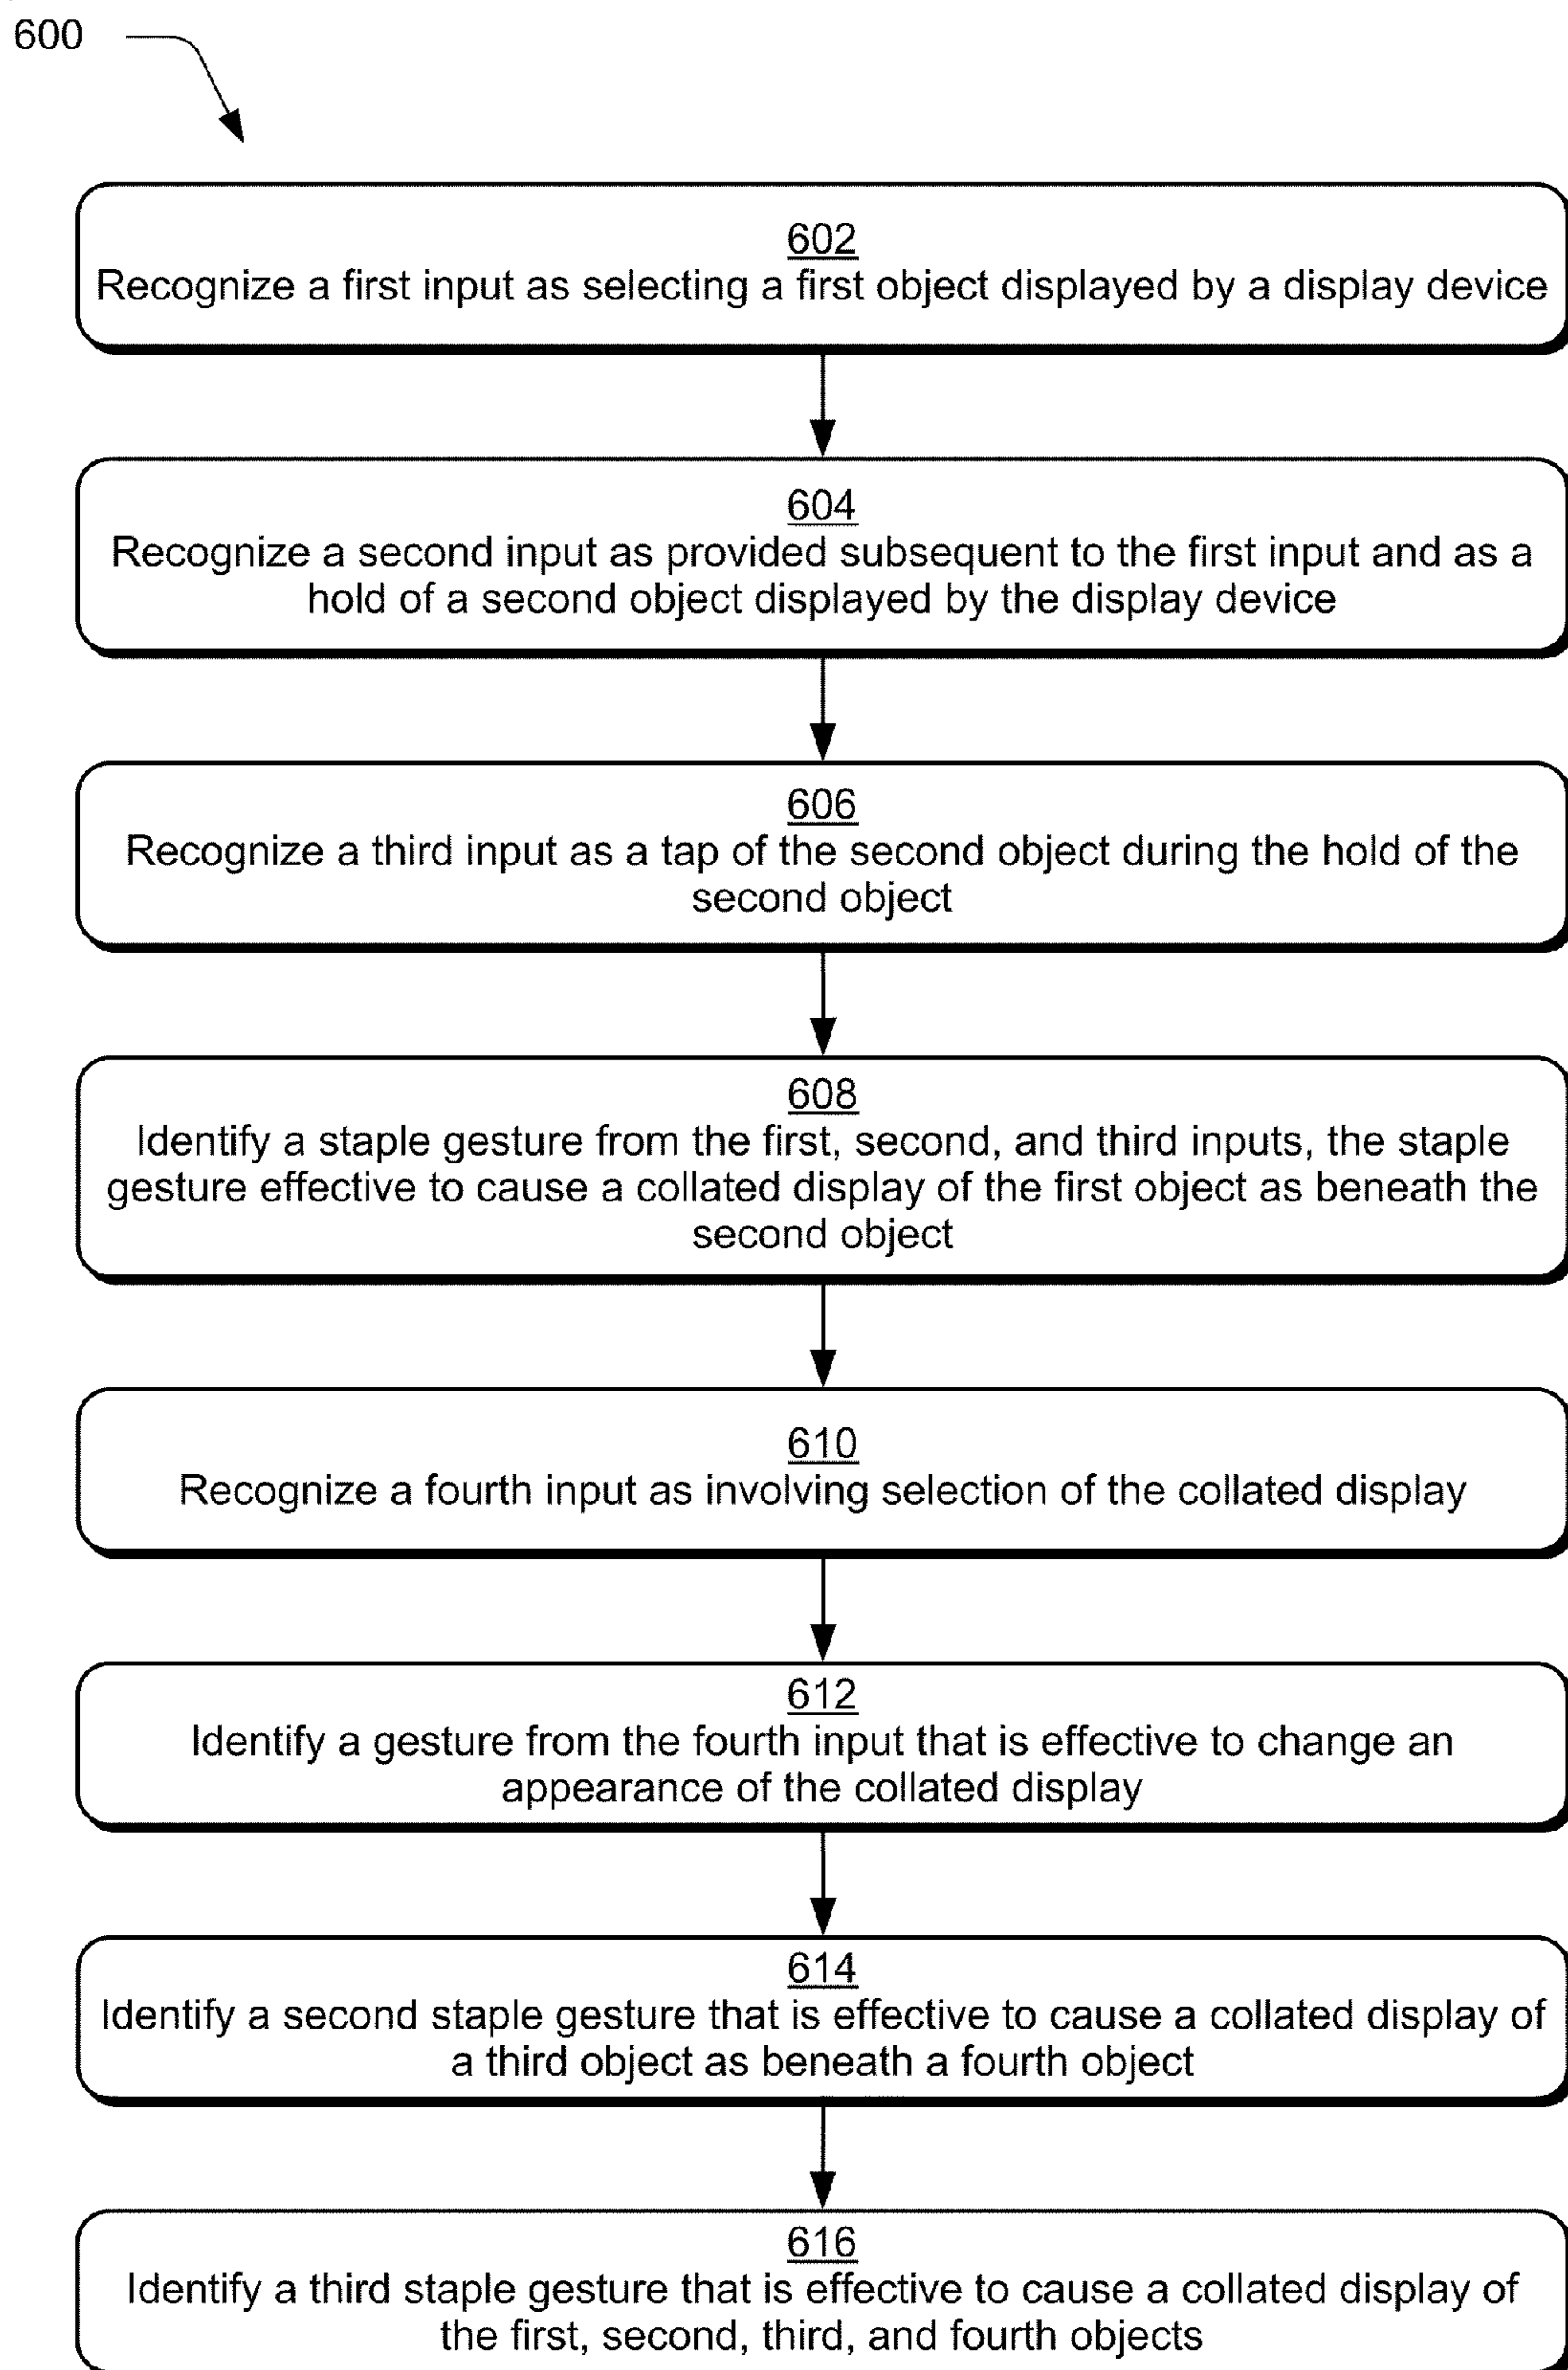 600
602
Recognize a first input as selecting a first object displayed by a display device
604
Recognize a second input as provided subsequent to the first input and as a
hold of a second object displayed by the display device
606
Recognize a third input as a tap of the second object during the hold of the
second object
608
Identify a staple gesture from the first, second, and third inputs, the staple
gesture effective to cause a collated display of the first object as beneath the
second object
610
Recognize a fourth input as involving selection of the collated display
612
Identify a gesture from the fourth input that is effective to change an
appearance of the collated display
614
Identify a second staple gesture that is effective to cause a collated display of
a third object as beneath a fourth object
616
Identify a third staple gesture that is effective to cause a collated display of
the first, second, third, and fourth objects